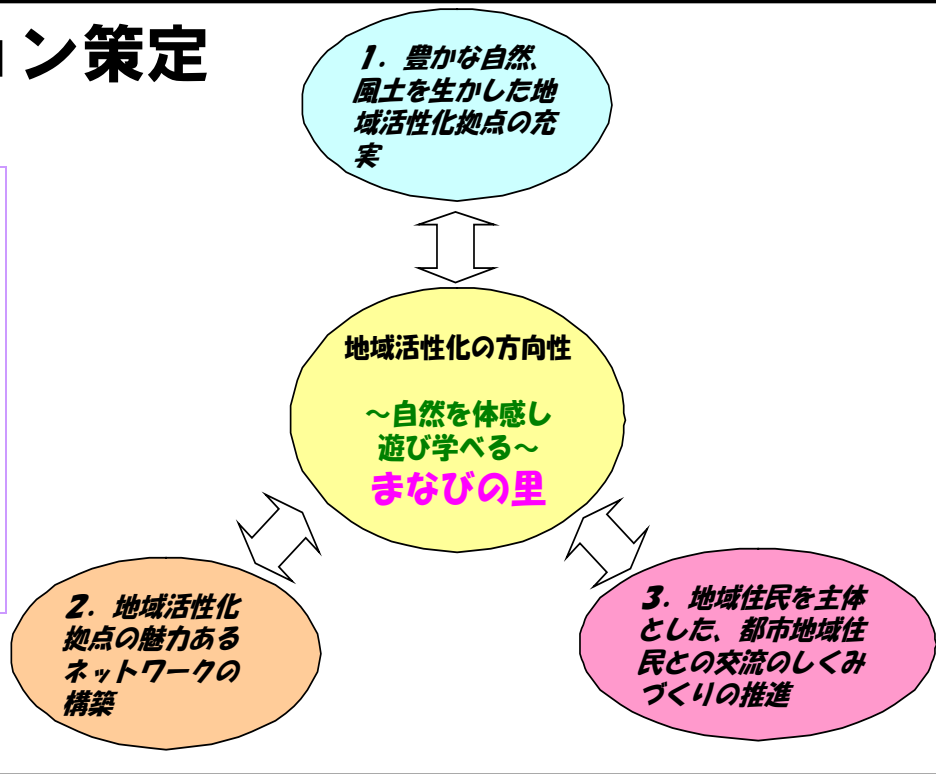 ョン策定
1．豊かな自然、
風土を生かした地
域活性化拠点の充
実
地域活性化の方向性
～自然を体感し
遊び学べる～
まなびの里
2．地域活性化
拠点の魅力ある
ネットワークの
構築
3．地域住民を主体
とした、都市地域住
民との交流のしくみ
づくりの推進